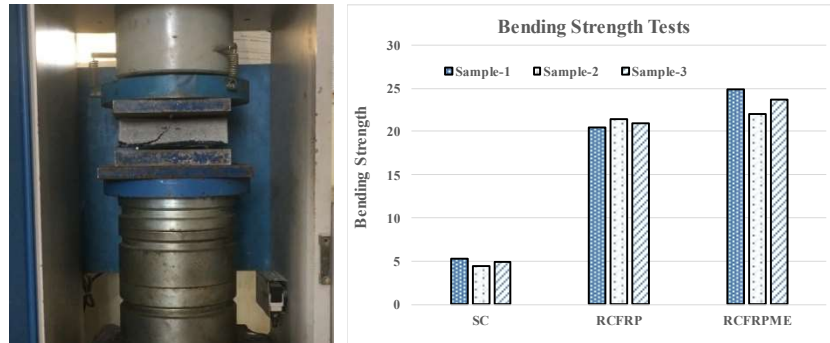 Bending Strength Tests
30
25
20
15
10
5
0
Bending Strength
Sample-1 Sample-2 Sample-3
SC RCFRP RCFRPME